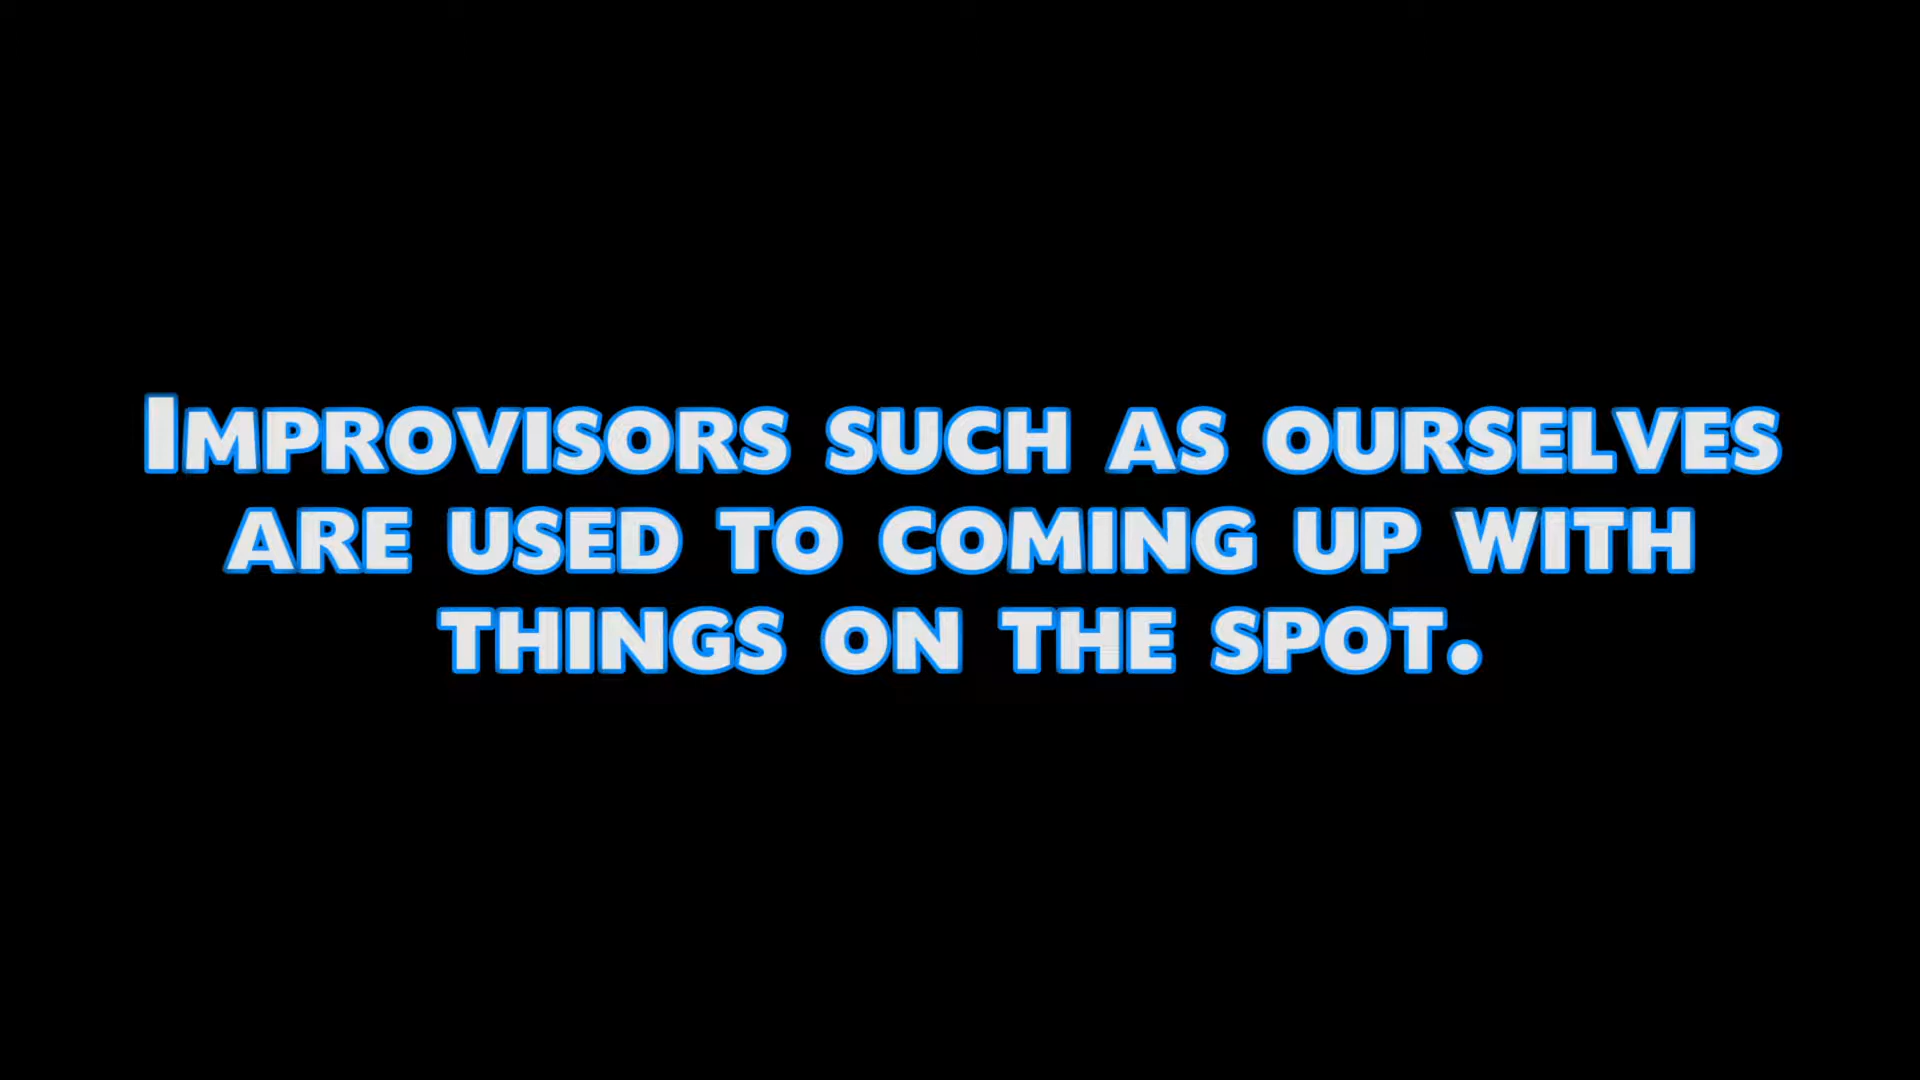 Improvisors such as ourselves
are used to coming up with
things on the spot.